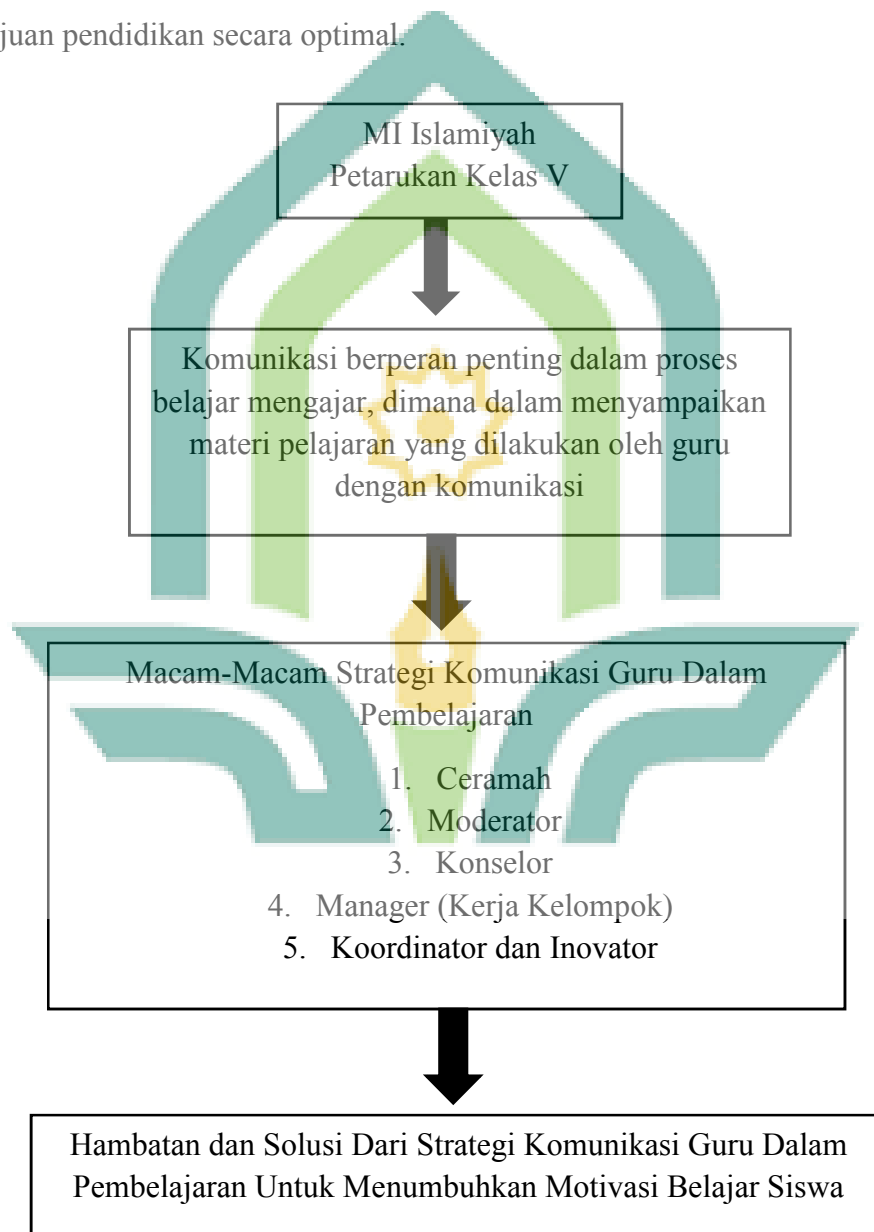 juan pendidikan secara optimal.
MI Islamiyah
Petarukan Kelas V
Komunikasi berperan penting dalam proses
belajar mengajar, dimana dalam menyampaikan
materi pelajaran yang dilakukan oleh guru
dengan komunikasi
Macam-Macam Strategi Komunikasi Guru Dalam
Pembelajaran
1. Ceramah
2. Moderator
3. Konselor
4. Manager (Kerja Kelompok)
5. Koordinator dan Inovator
Hambatan dan Solusi Dari Strategi Komunikasi Guru Dalam
Pembelajaran Untuk Menumbuhkan Motivasi Belajar Siswa